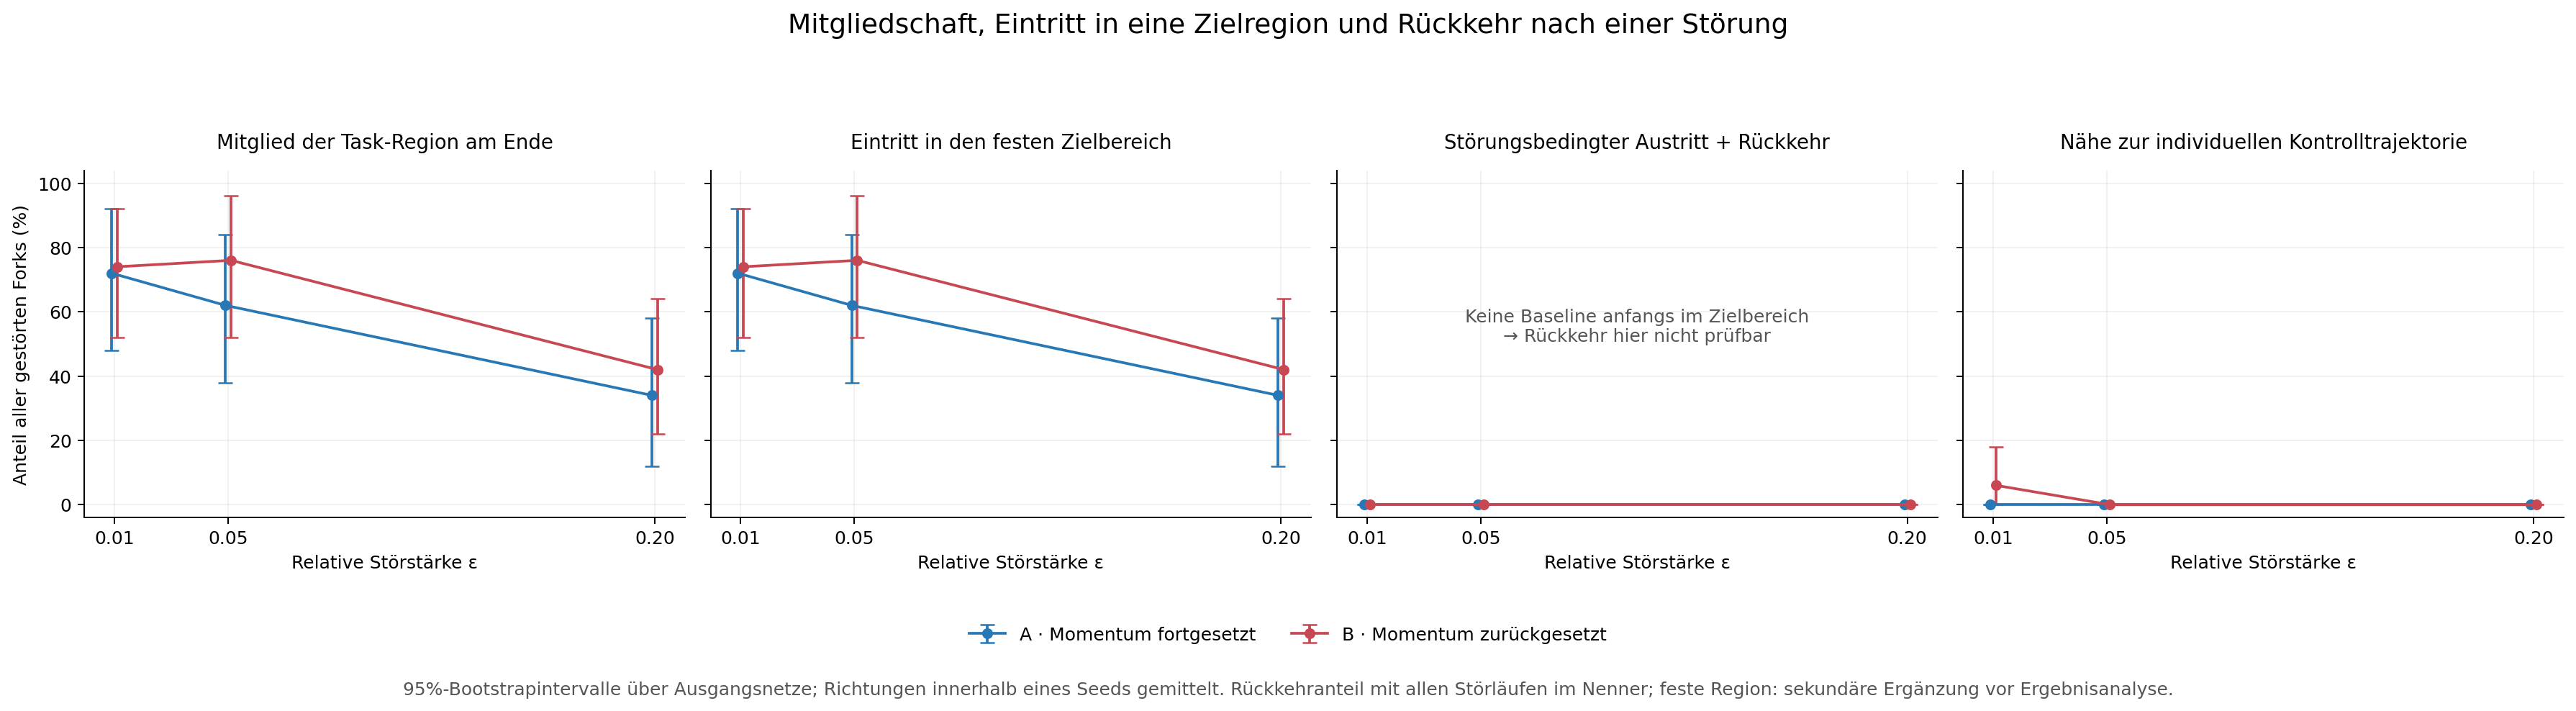 Mitgliedschaft, Eintritt in eine Zielregion und Rückkehr nach einer Störung
Mitglied der Task-Region am Ende
Eintritt in den festen Zielbereich
Störungsbedingter Austritt + Rückkehr
Nähe zur individuellen Kontrolltrajektorie
Anteil aller gestörten Forks (%)
100
80
60
40
20
0
Keine Baseline anfangs im Zielbereich
→ Rückkehr hier nicht prüfbar
0.01 0.05 0.20
0.01 0.05 0.20
0.01 0.05 0.20
0.01 0.05 0.20
Relative Störstärke ε
Relative Störstärke ε
Relative Störstärke ε
Relative Störstärke ε
A · Momentum fortgesetzt
B · Momentum zurückgesetzt
95%-Bootstrapintervalle über Ausgangsnetze; Richtungen innerhalb eines Seeds gemittelt. Rückkehranteil mit allen Störläufen im Nenner; feste Region: sekundäre Ergänzung vor Ergebnisanalyse.